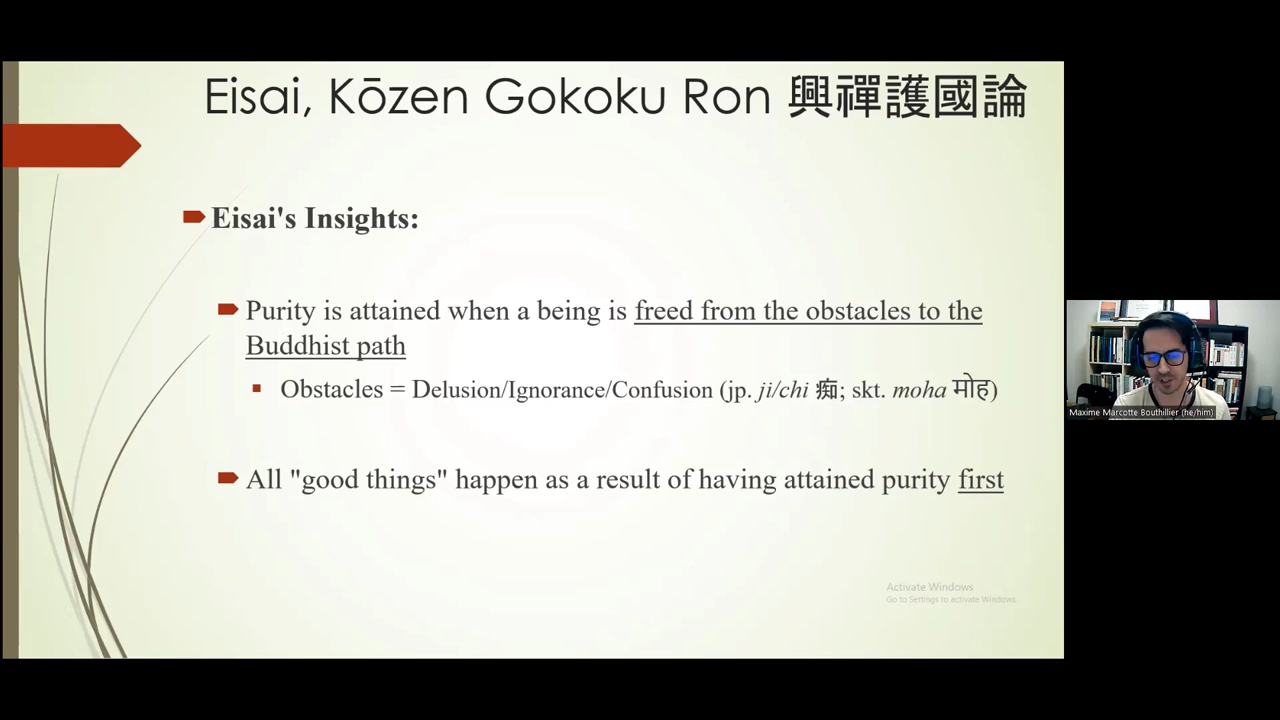 Eisai, Kōzen Gokoku Ron 興禪護國論
Eisai's Insights:
Purity is attained when a being is freed from the obstacles to the
Buddhist path
Obstacles = Delusion/Ignorance/Confusion (jp. ji/chi 痴; skt. moha मोह)
All "good things" happen as a result of having attained purity first
Activate Windows
Go to Settings to activate Windows.
Maxime Marcotte Bouthillier (he/him)